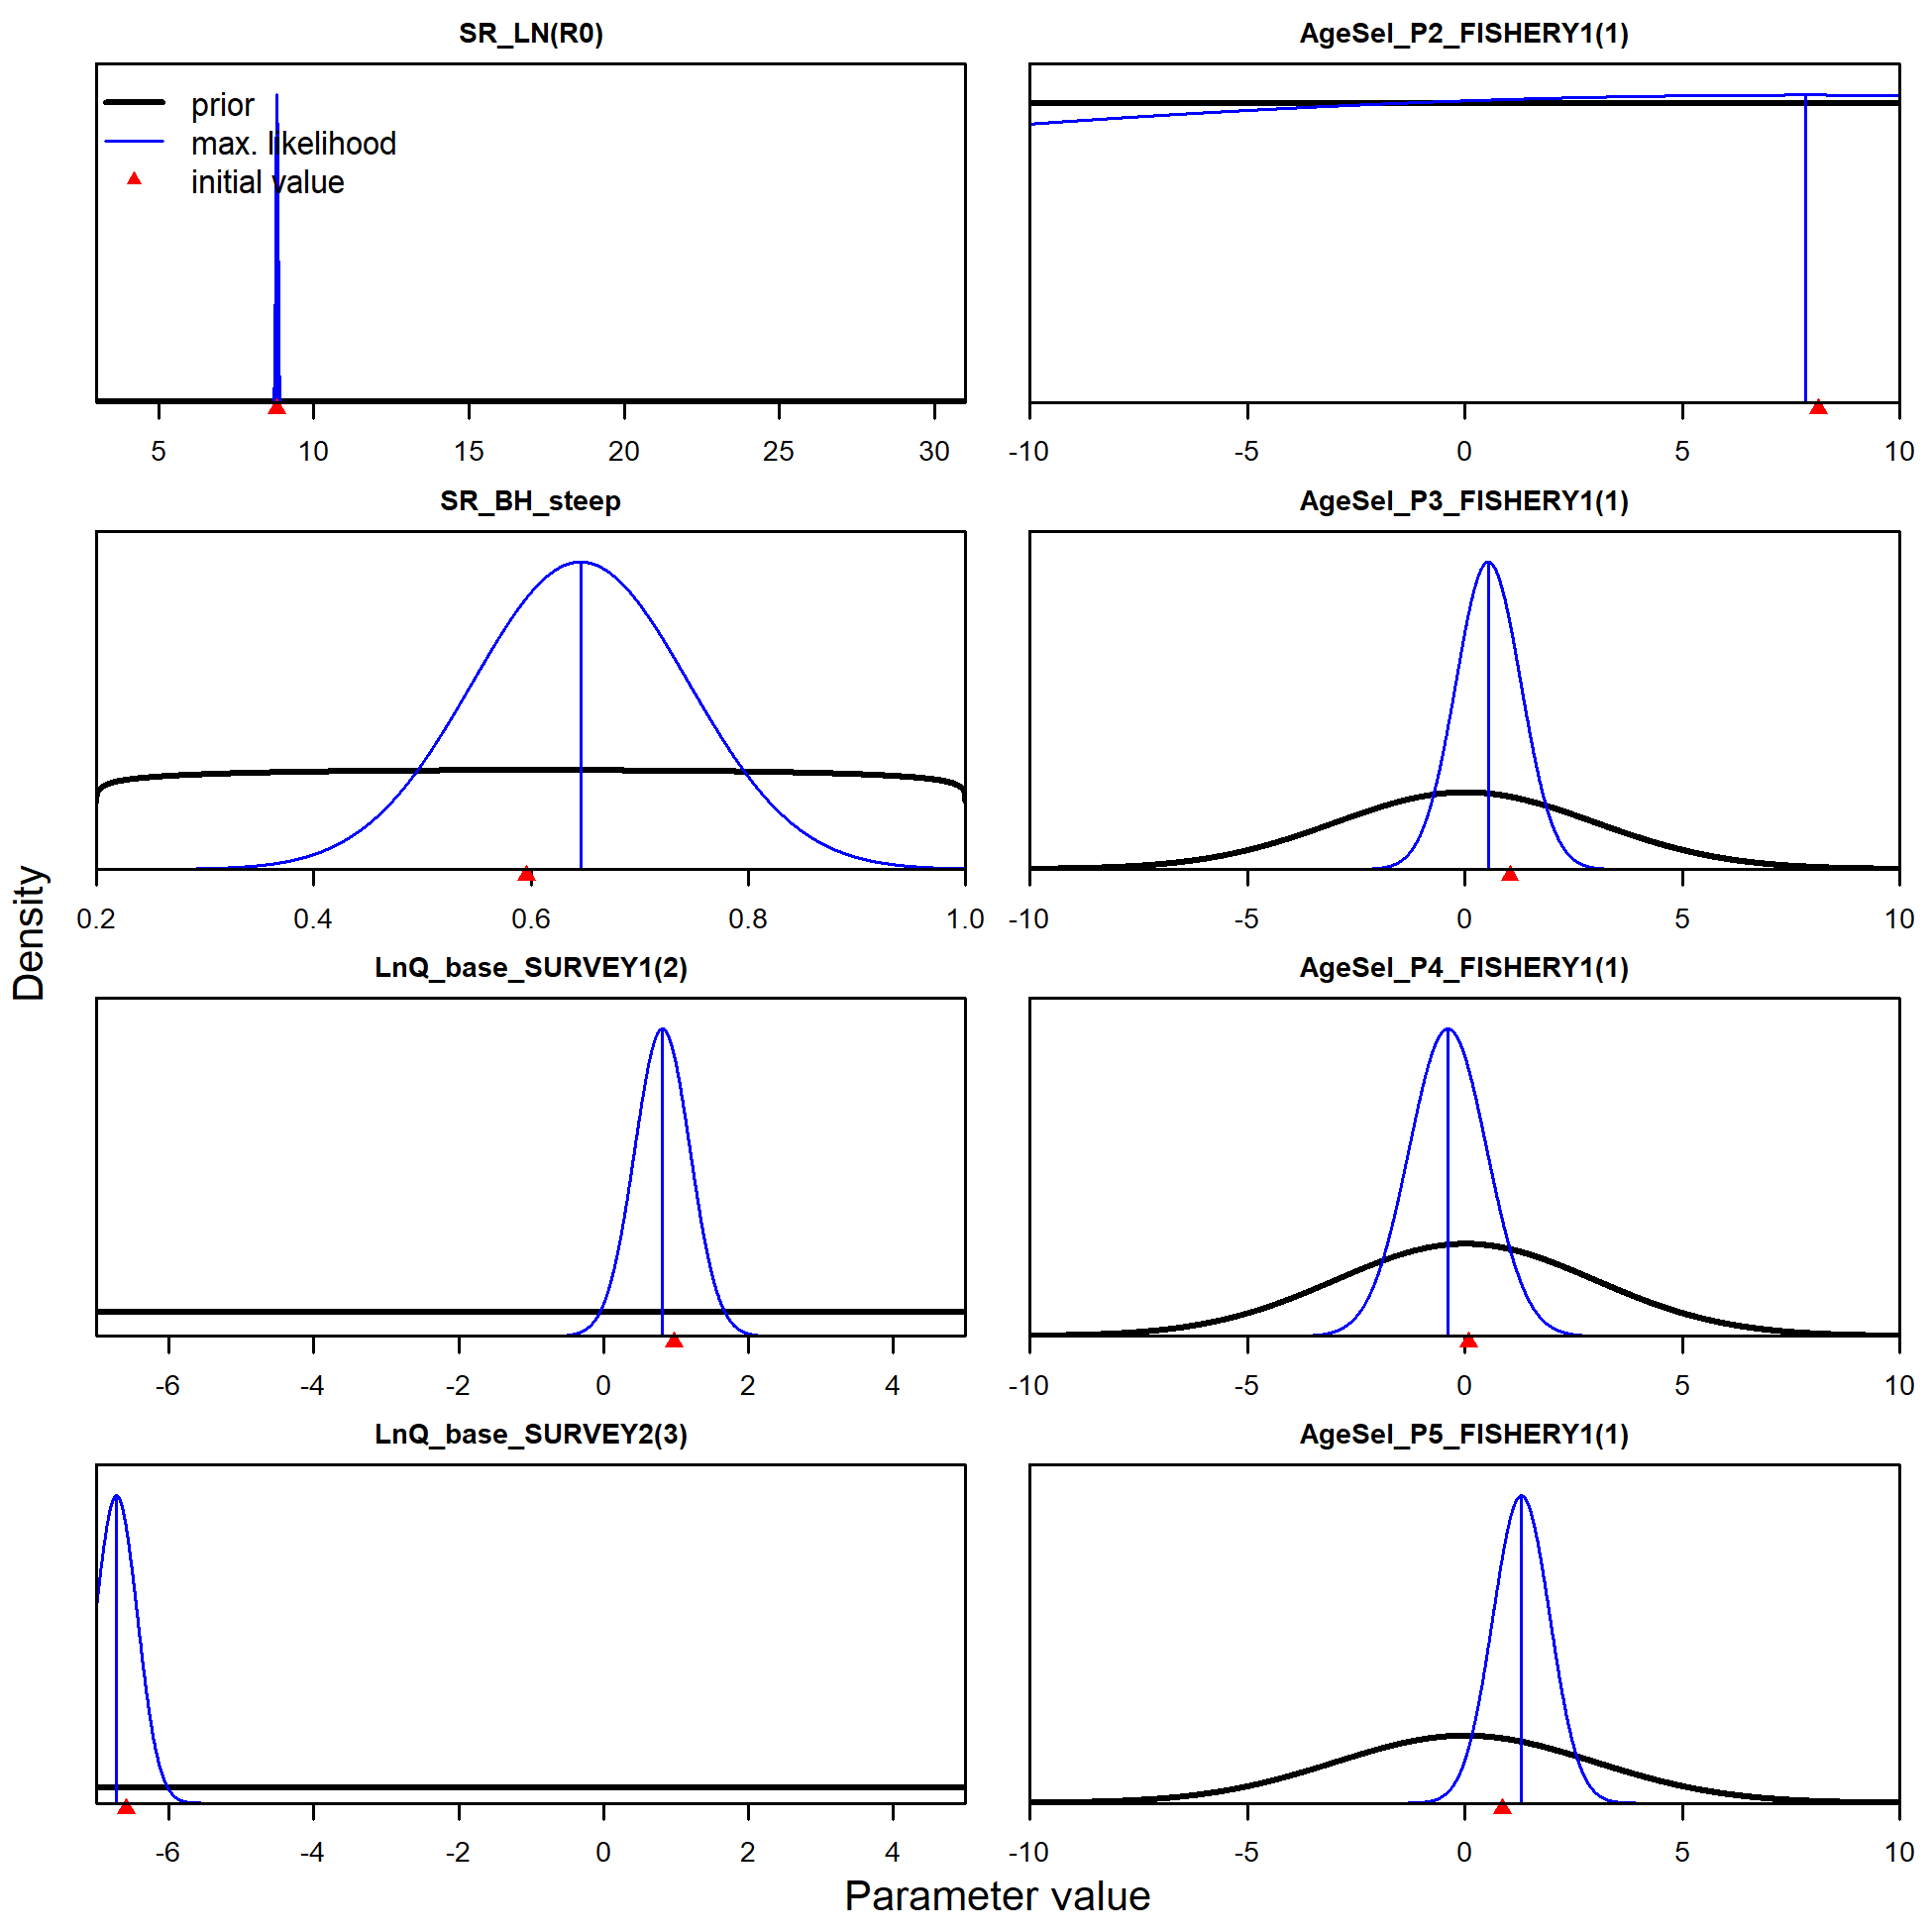 SR_LN(R0)
prior
max. likelihood
initial value
5 10 15 20 25 30
AgeSel_P2_FISHERY1(1)
-10 -5 0 5 10
SR_BH_steep
0.2 0.4 0.6 0.8 1.0
AgeSel_P3_FISHERY1(1)
-10 -5 0 5 10
LnQ_base_SURVEY1(2)
-6 -4 -2 0 2 4
AgeSel_P4_FISHERY1(1)
-10 -5 0 5 10
LnQ_base_SURVEY2(3)
-6 -4 -2 0 2 4
AgeSel_P5_FISHERY1(1)
-10 -5 0 5 10
Density
Parameter value